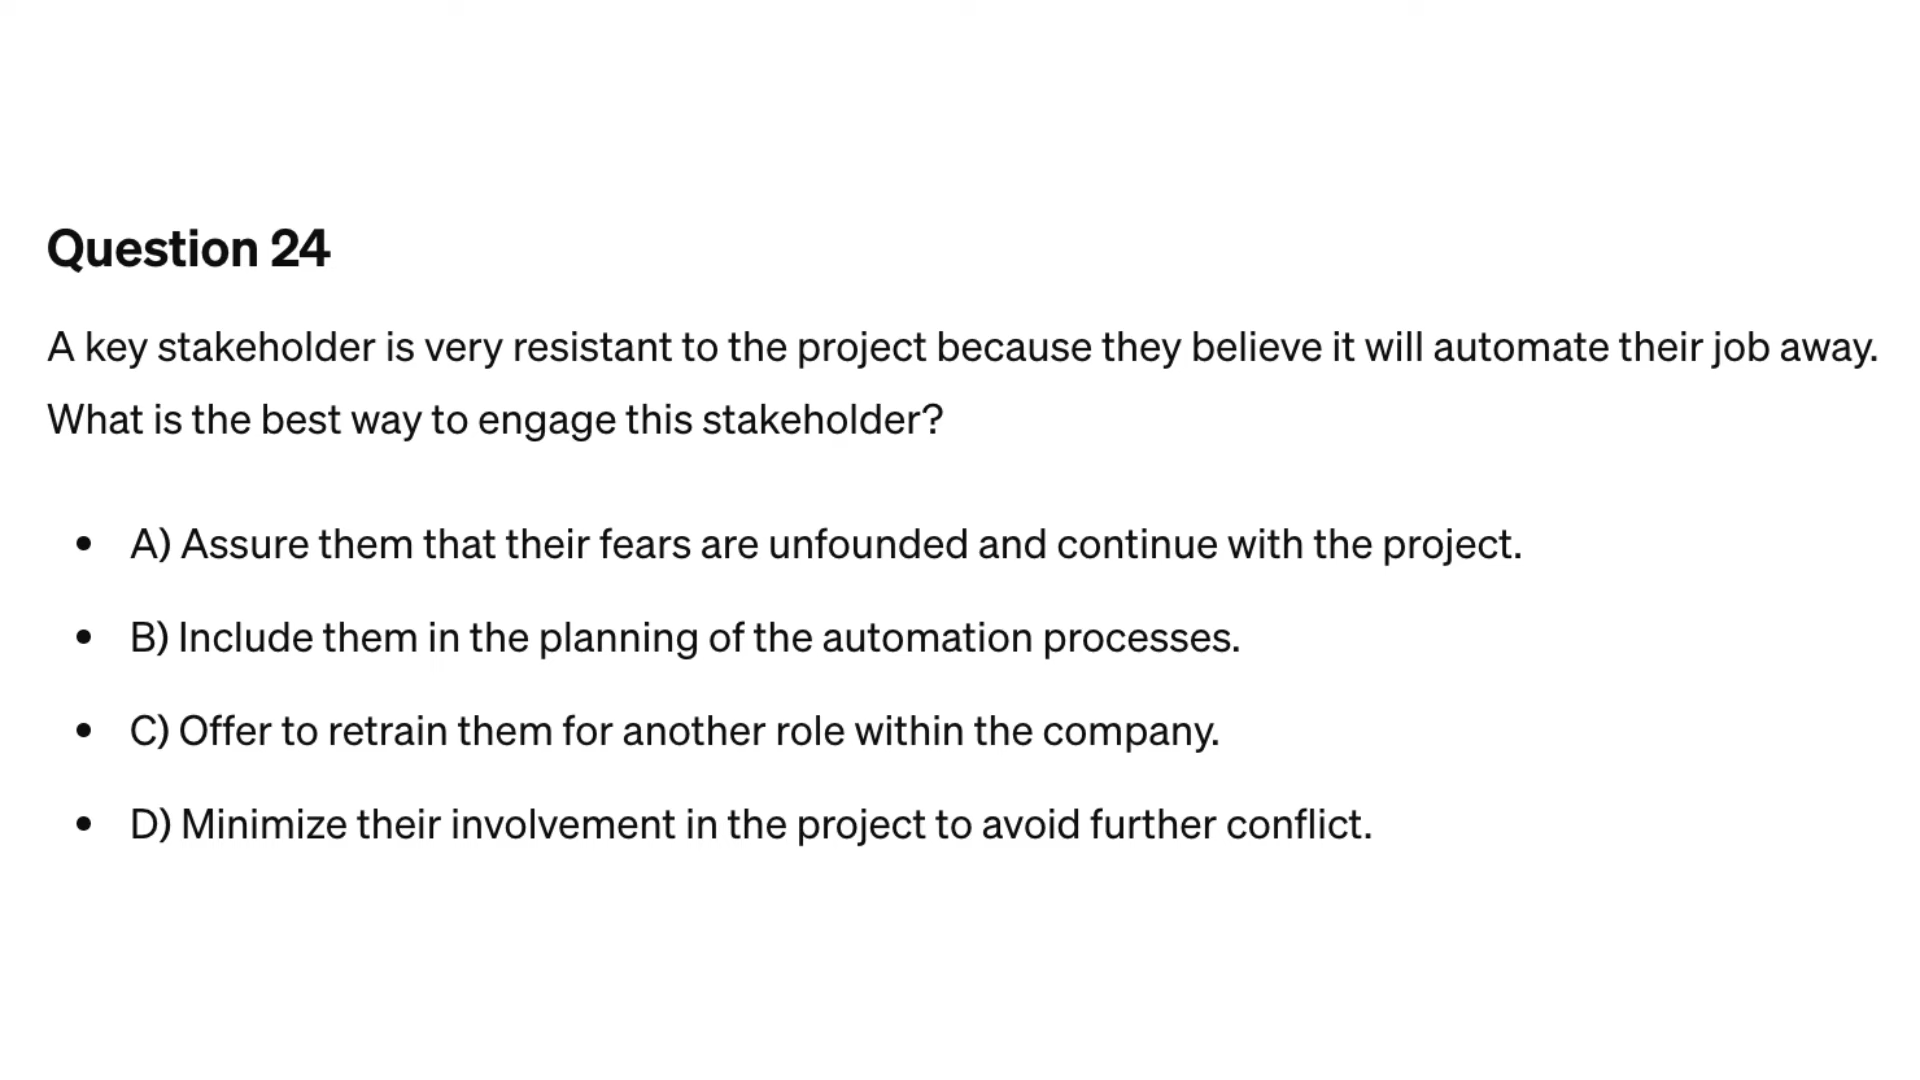 Question 24
A key stakeholder is very resistant to the project because they believe it will automate their job away.
What is the best way to engage this stakeholder?
• A) Assure them that their fears are unfounded and continue with the project.
• B) Include them in the planning of the automation processes.
• C) Offer to retrain them for another role within the company.
• D) Minimize their involvement in the project to avoid further conflict.